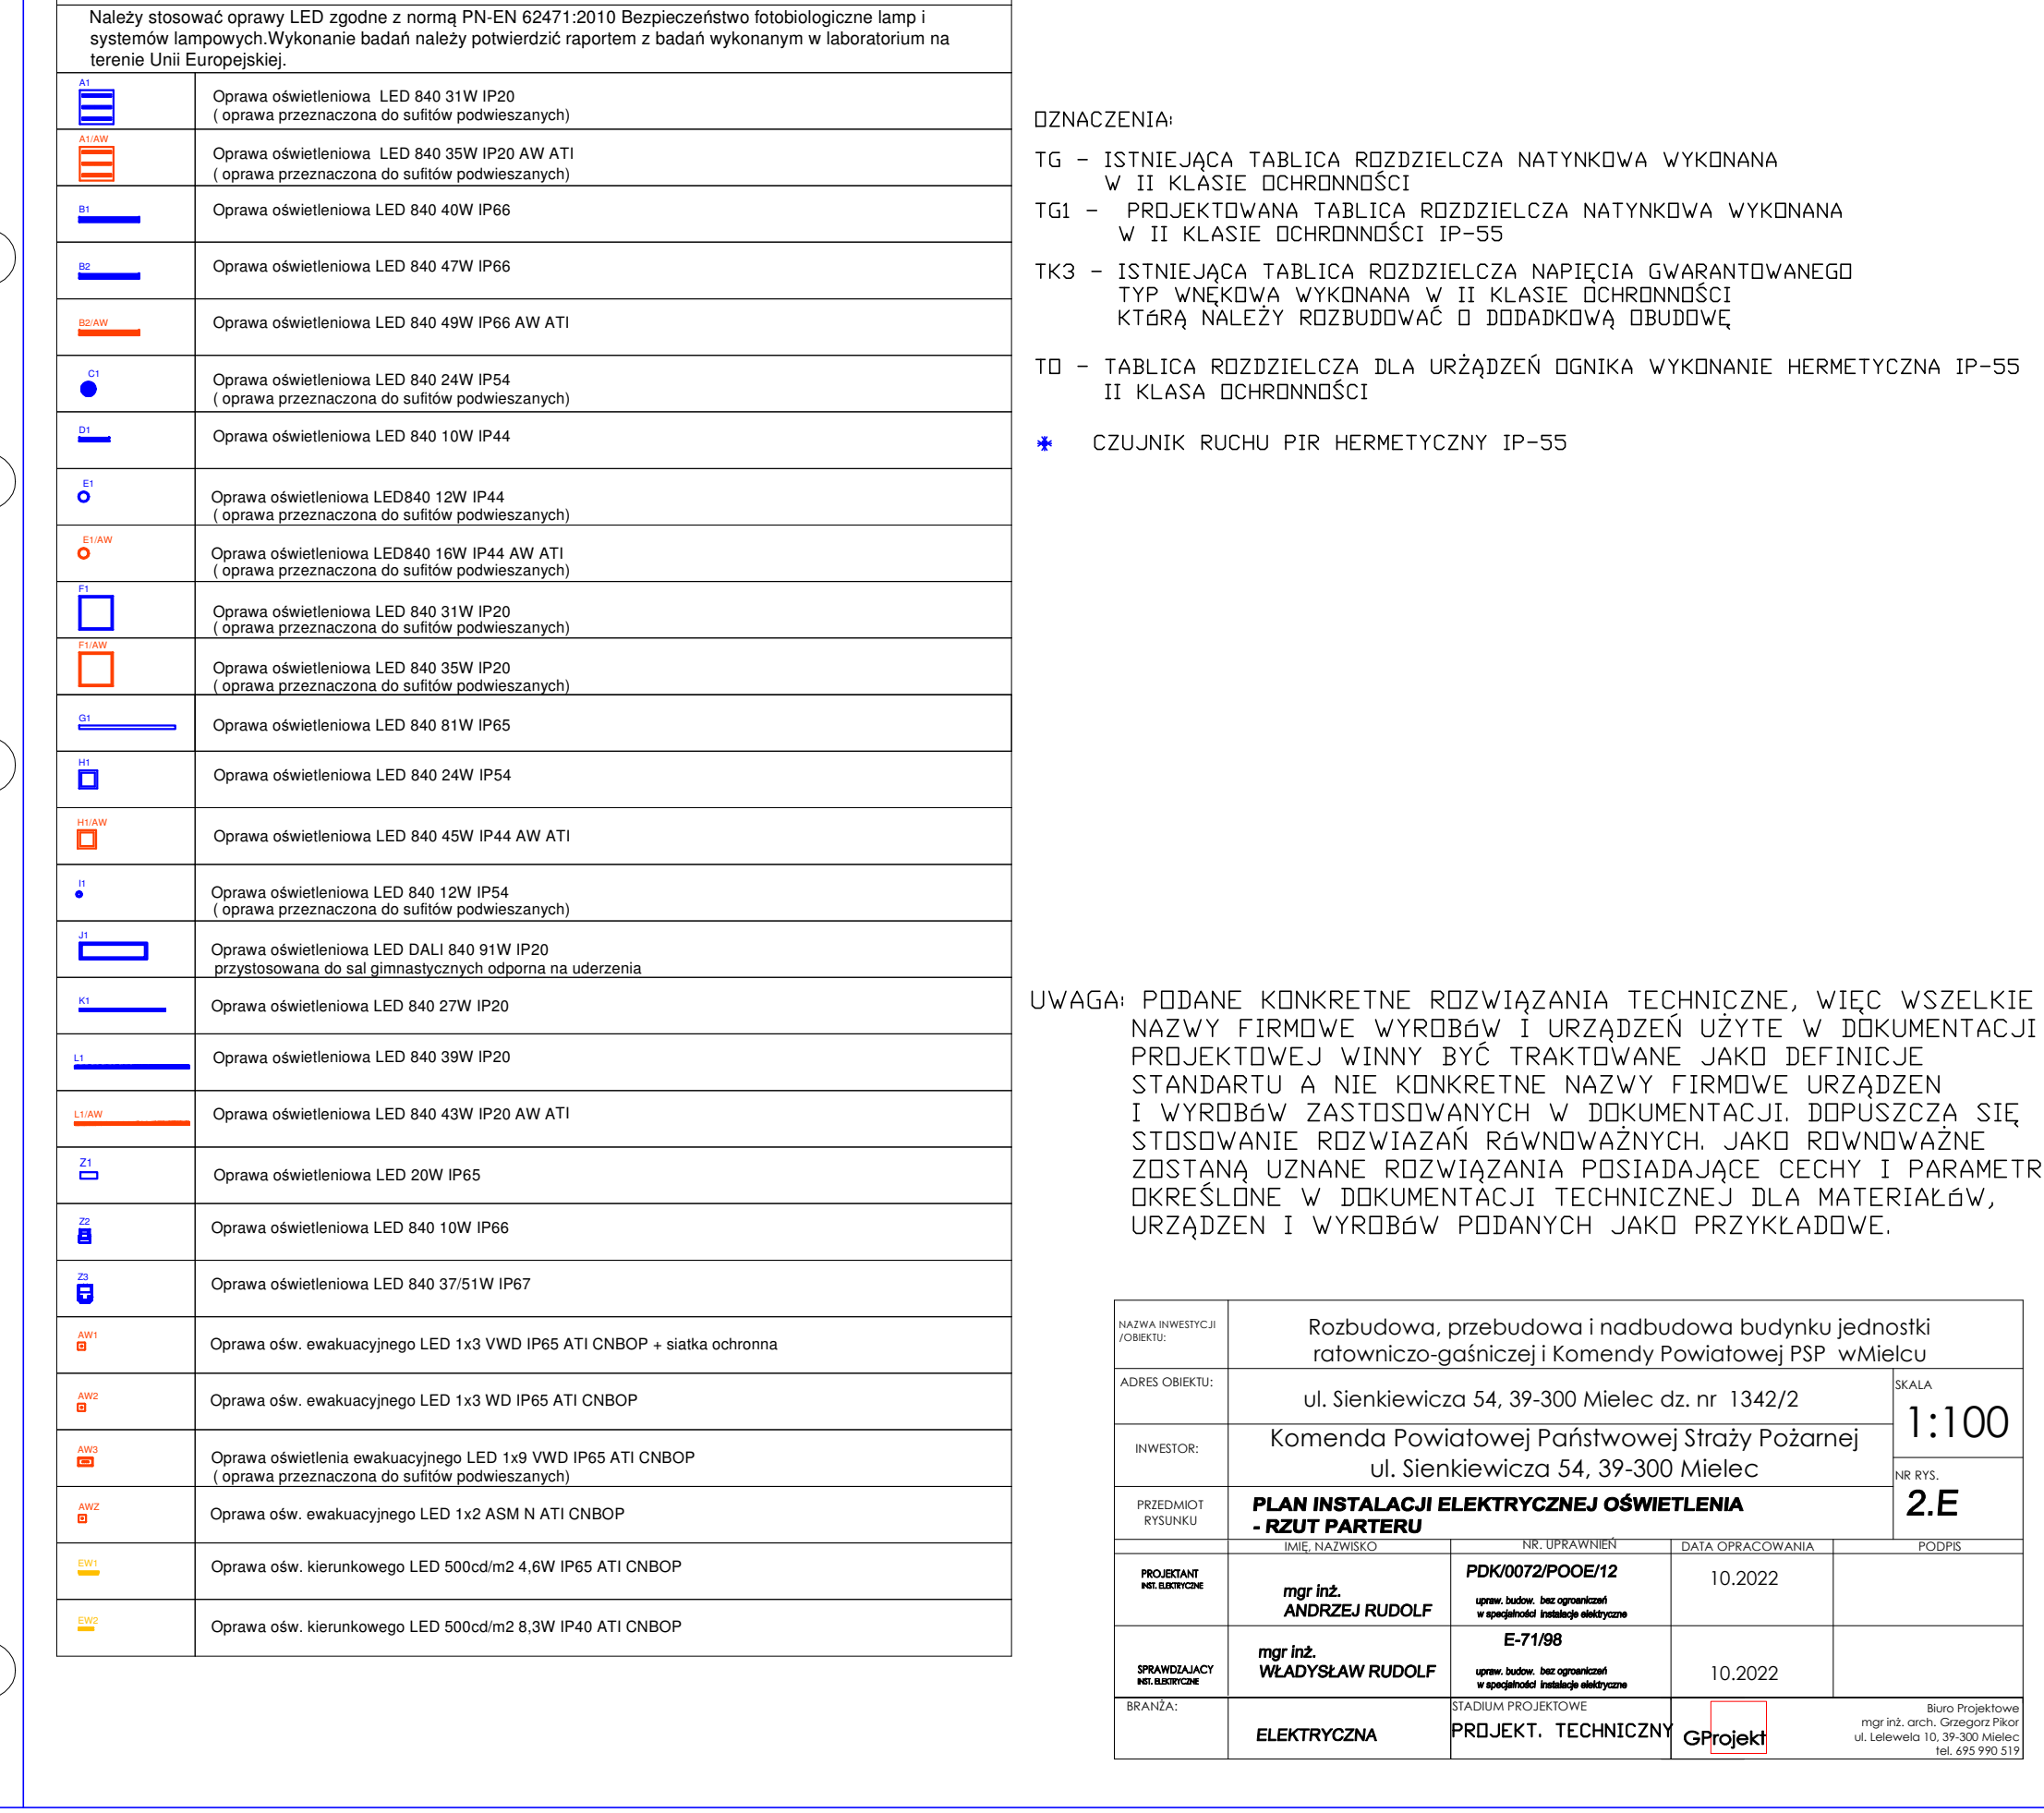 Należy stosować oprawy LED zgodne z normą PN-EN 62471:2010 Bezpieczeństwo fotobiologiczne lamp i
systemów lampowych.Wykonanie badań należy potwierdzić raportem z badań wykonanym w laboratorium na
terenie Unii Europejskiej.
A1
Oprawa oświetleniowa LED 840 31W IP20
( oprawa przeznaczona do sufitów podwieszanych)
A1/AW
Oprawa oświetleniowa LED 840 35W IP20 AW ATI
( oprawa przeznaczona do sufitów podwieszanych)
B1
Oprawa oświetleniowa LED 840 40W IP66
B2
Oprawa oświetleniowa LED 840 47W IP66
B2/AW
Oprawa oświetleniowa LED 840 49W IP66 AW ATI
C1
Oprawa oświetleniowa LED 840 24W IP54
( oprawa przeznaczona do sufitów podwieszanych)
D1
Oprawa oświetleniowa LED 840 10W IP44
E1
Oprawa oświetleniowa LED840 12W IP44
( oprawa przeznaczona do sufitów podwieszanych)
E1/AW
Oprawa oświetleniowa LED840 16W IP44 AW ATI
( oprawa przeznaczona do sufitów podwieszanych)
F1
Oprawa oświetleniowa LED 840 31W IP20
( oprawa przeznaczona do sufitów podwieszanych)
F1/AW
Oprawa oświetleniowa LED 840 35W IP20
( oprawa przeznaczona do sufitów podwieszanych)
G1
Oprawa oświetleniowa LED 840 81W IP65
H1
Oprawa oświetleniowa LED 840 24W IP54
H1/AW
Oprawa oświetleniowa LED 840 45W IP44 AW ATI
I1
Oprawa oświetleniowa LED 840 12W IP54
( oprawa przeznaczona do sufitów podwieszanych)
J1
Oprawa oświetleniowa LED DALI 840 91W IP20
przystosowana do sal gimnastycznych odporna na uderzenia
K1
Oprawa oświetleniowa LED 840 27W IP20
L1
Oprawa oświetleniowa LED 840 39W IP20
L1/AW
Oprawa oświetleniowa LED 840 43W IP20 AW ATI
Z1
Oprawa oświetleniowa LED 20W IP65
Z2
Oprawa oświetleniowa LED 840 10W IP66
Z3
Oprawa oświetleniowa LED 840 37/51W IP67
AW1
Oprawa ośw. ewakuacyjnego LED 1x3 VWD IP65 ATI CNBOP + siatka ochronna
AW2
Oprawa ośw. ewakuacyjnego LED 1x3 WD IP65 ATI CNBOP
AW3
Oprawa oświetlenia ewakuacyjnego LED 1x9 VWD IP65 ATI CNBOP
( oprawa przeznaczona do sufitów podwieszanych)
AWZ
Oprawa ośw. ewakuacyjnego LED 1x2 ASM N ATI CNBOP
EW1
Oprawa ośw. kierunkowego LED 500cd/m2 4,6W IP65 ATI CNBOP
EW2
Oprawa ośw. kierunkowego LED 500cd/m2 8,3W IP40 ATI CNBOP
OZNACZENIA:
TG - ISTNIEJĄCA TABLICA ROZDZIELCZA NATYNKOWA WYKONANA
W II KLASIE OCHRONNOŚCI
TG1 - PROJEKTOWANA TABLICA ROZDZIELCZA NATYNKOWA WYKONANA
W II KLASIE OCHRONNOŚCI IP-55
TK3 - ISTNIEJĄCA TABLICA ROZDZIELCZA NAPIĘCIA GWARANTOWANEGO
TYP WNĘKOWA WYKONANA W II KLASIE OCHRONNOŚCI
KTóRĄ NALEŻY ROZBUDOWAĆ O DODADKOWĄ OBUDOWĘ
TO - TABLICA ROZDZIELCZA DLA URŻĄDZEŃ OGNIKA WYKONANIE HERMETYCZNA IP-55
II KLASA OCHRONNOŚCI
CZUJNIK RUCHU PIR HERMETYCZNY IP-55
UWAGA: PODANE KONKRETNE ROZWIĄZANIA TECHNICZNE, WIĘC WSZELKIE
NAZWY FIRMOWE WYROBóW I URZĄDZEŃ UŻYTE W DOKUMENTACJI
PROJEKTOWEJ WINNY BYĆ TRAKTOWANE JAKO DEFINICJE
STANDARTU A NIE KONKRETNE NAZWY FIRMOWE URZĄDZEN
I WYROBóW ZASTOSOWANYCH W DOKUMENTACJI. DOPUSZCZA SIĘ
STOSOWANIE ROZWIAZAŃ RóWNOWAŻNYCH. JAKO ROWNOWAŻNE
ZOSTANĄ UZNANE ROZWIĄZANIA POSIADAJĄCE CECHY I PARAMETR
OKREŚLONE W DOKUMENTACJI TECHNICZNEJ DLA MATERIAŁóW,
URZĄDZEN I WYROBóW PODANYCH JAKO PRZYKŁADOWE.
NAZWA INWESTYCJI
/OBIEKTU:
Rozbudowa, przebudowa i nadbudowa budynku jednostki
ratowniczo-gaśniczej i Komendy Powiatowej PSP wMielcu
ADRES OBIEKTU:
ul. Sienkiewicza 54, 39-300 Mielec dz. nr 1342/2
SKALA
1:100
INWESTOR:
Komenda Powiatowej Państwowej Straży Pożarnej
ul. Sienkiewicza 54, 39-300 Mielec
NR RYS.
2.E
PRZEDMIOT
RYSUNKU
PLAN INSTALACJI ELEKTRYCZNEJ OŚWIETLENIA
- RZUT PARTERU
IMIĘ, NAZWISKO
NR. UPRAWNIEŃ
DATA OPRACOWANIA
PODPIS
PROJEKTANT
INST. ELEKTRYCZNE
mgr inż.
ANDRZEJ RUDOLF
PDK/0072/POOE/12
upraw. budow. bez ograniczeń
w specjalności instalacje elektryczne
10.2022
SPRAWDZAJACY
INST. ELEKTRYCZNE
mgr inż.
WŁADYSŁAW RUDOLF
E-71/98
upraw. budow. bez ograniczeń
w specjalności instalacje elektryczne
10.2022
BRANŻA:
ELEKTRYCZNA
STADIUM PROJEKTOWE
PROJEKT. TECHNICZNY
GProjekt
Biuro Projektowe
mgr inż. arch. Grzegorz Pikor
ul. Lelewela 10, 39-300 Mielec
tel. 695 990 519